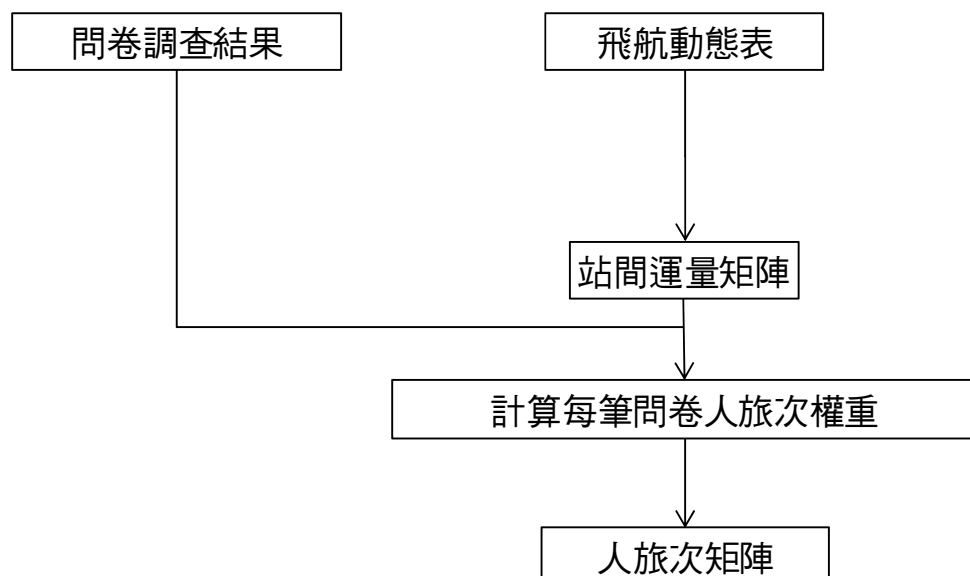 問卷調查結果
飛航動態表
站間運量矩陣
計算每筆問卷人旅次權重
人旅次矩陣